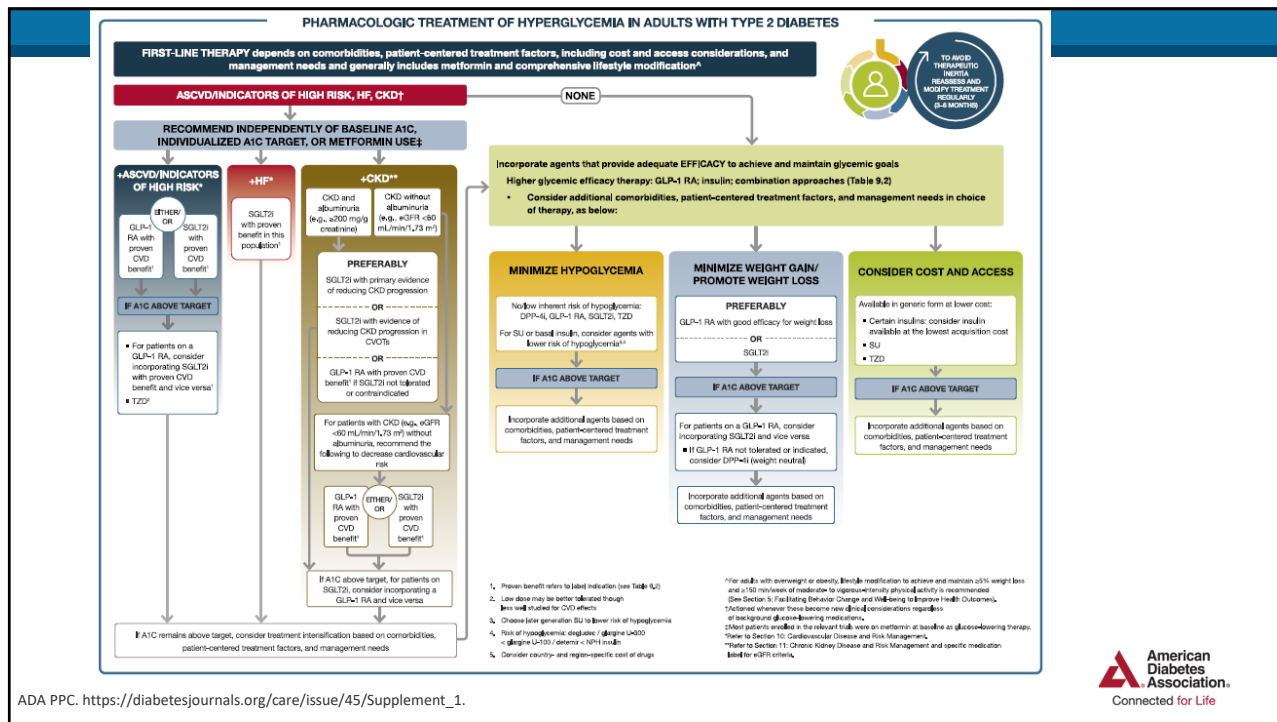 PHARMACOLOGIC TREATMENT OF HYPERGLYCEMIA IN ADULTS WITH TYPE 2 DIABETES
FIRST-LINE THERAPY depends on comorbidities, patient-centered treatment factors, including cost and access considerations, and
management needs and generally includes metformin and comprehensive lifestyle modification^
TO AVOID
THERAPEUTIC
INERTIA
REASSESS AND
MODIFY TREATMENT
REGULARLY
(3–6 MONTHS)
ASCVD/INDICATORS OF HIGH RISK, HF, CKD†
NONE
RECOMMEND INDEPENDENTLY OF BASELINE A1C,
INDIVIDUALIZED A1C TARGET, OR METFORMIN USE‡
+ASCVD/INDICATORS
OF HIGH RISK*
EITHER/
OR
GLP-1
RA with
proven
CVD
benefit¹
SGLT2i
with
proven
CVD
benefit¹
IF A1C ABOVE TARGET
▪ For patients on a
GLP-1 RA, consider
incorporating SGLT2i
with proven CVD
benefit and vice versa¹
▪ TZD²
+HF*
SGLT2i
with proven
benefit in this
population¹
+CKD**
CKD and
albuminuria
(e.g., ≥200 mg/g
creatinine)
CKD without
albuminuria
(e.g., eGFR <60
mL/min/1.73 m²)
PREFERABLY
SGLT2i with primary evidence
of reducing CKD progression
OR
SGLT2i with evidence of
reducing CKD progression in
CVOTs
OR
GLP-1 RA with proven CVD
benefit¹ if SGLT2i not tolerated
or contraindicated
For patients with CKD (e.g., eGFR
<60 mL/min/1.73 m²) without
albuminuria, recommend the
following to decrease cardiovascular
risk
GLP-1
RA with
proven
CVD
benefit¹
EITHER/
OR
SGLT2i
with
proven
CVD
benefit¹
If A1C above target, for patients on
SGLT2i, consider incorporating a
GLP-1 RA and vice versa
If A1C remains above target, consider treatment intensification based on comorbidities,
patient-centered treatment factors, and management needs
Incorporate agents that provide adequate EFFICACY to achieve and maintain glycemic goals
Higher glycemic efficacy therapy: GLP-1 RA; insulin; combination approaches (Table 9.2)
• Consider additional comorbidities, patient-centered treatment factors, and management needs in choice
of therapy, as below:
MINIMIZE HYPOGLYCEMIA
No/low inherent risk of hypoglycemia:
DPP-4i, GLP-1 RA, SGLT2i, TZD
For SU or basal insulin, consider agents with
lower risk of hypoglycemia³,⁴
IF A1C ABOVE TARGET
Incorporate additional agents based on
comorbidities, patient-centered treatment
factors, and management needs
MINIMIZE WEIGHT GAIN/
PROMOTE WEIGHT LOSS
PREFERABLY
GLP-1 RA with good efficacy for weight loss
OR
SGLT2i
IF A1C ABOVE TARGET
For patients on a GLP-1 RA, consider
incorporating SGLT2i and vice versa
▪ If GLP-1 RA not tolerated or indicated,
consider DPP-4i (weight neutral)
Incorporate additional agents based on
comorbidities, patient-centered treatment
factors, and management needs
CONSIDER COST AND ACCESS
Available in generic form at lower cost:
▪ Certain insulins: consider insulin
available at the lowest acquisition cost
▪ SU
▪ TZD
IF A1C ABOVE TARGET
Incorporate additional agents based on
comorbidities, patient-centered treatment
factors, and management needs
1. Proven benefit refers to label indication (see Table 9.2)
2. Low dose may be better tolerated though
less well studied for CVD effects
3. Choose later generation SU to lower risk of hypoglycemia
4. Risk of hypoglycemia: degludec / glargine U-300
< glargine U-100 / detemir < NPH insulin
5. Consider country- and region-specific cost of drugs
^For adults with overweight or obesity, lifestyle modification to achieve and maintain ≥5% weight loss
and ≥150 min/week of moderate- to vigorous-intensity physical activity is recommended
(See Section 5: Facilitating Behavior Change and Well-being to Improve Health Outcomes).
†Actioned whenever these become new clinical considerations regardless
of background glucose-lowering medications.
‡Most patients enrolled in the relevant trials were on metformin at baseline as glucose-lowering therapy.
*Refer to Section 10: Cardiovascular Disease and Risk Management.
**Refer to Section 11: Chronic Kidney Disease and Risk Management and specific medication
label for eGFR criteria.
ADA PPC. https://diabetesjournals.org/care/issue/45/Supplement_1.
American
Diabetes
Association.
Connected for Life